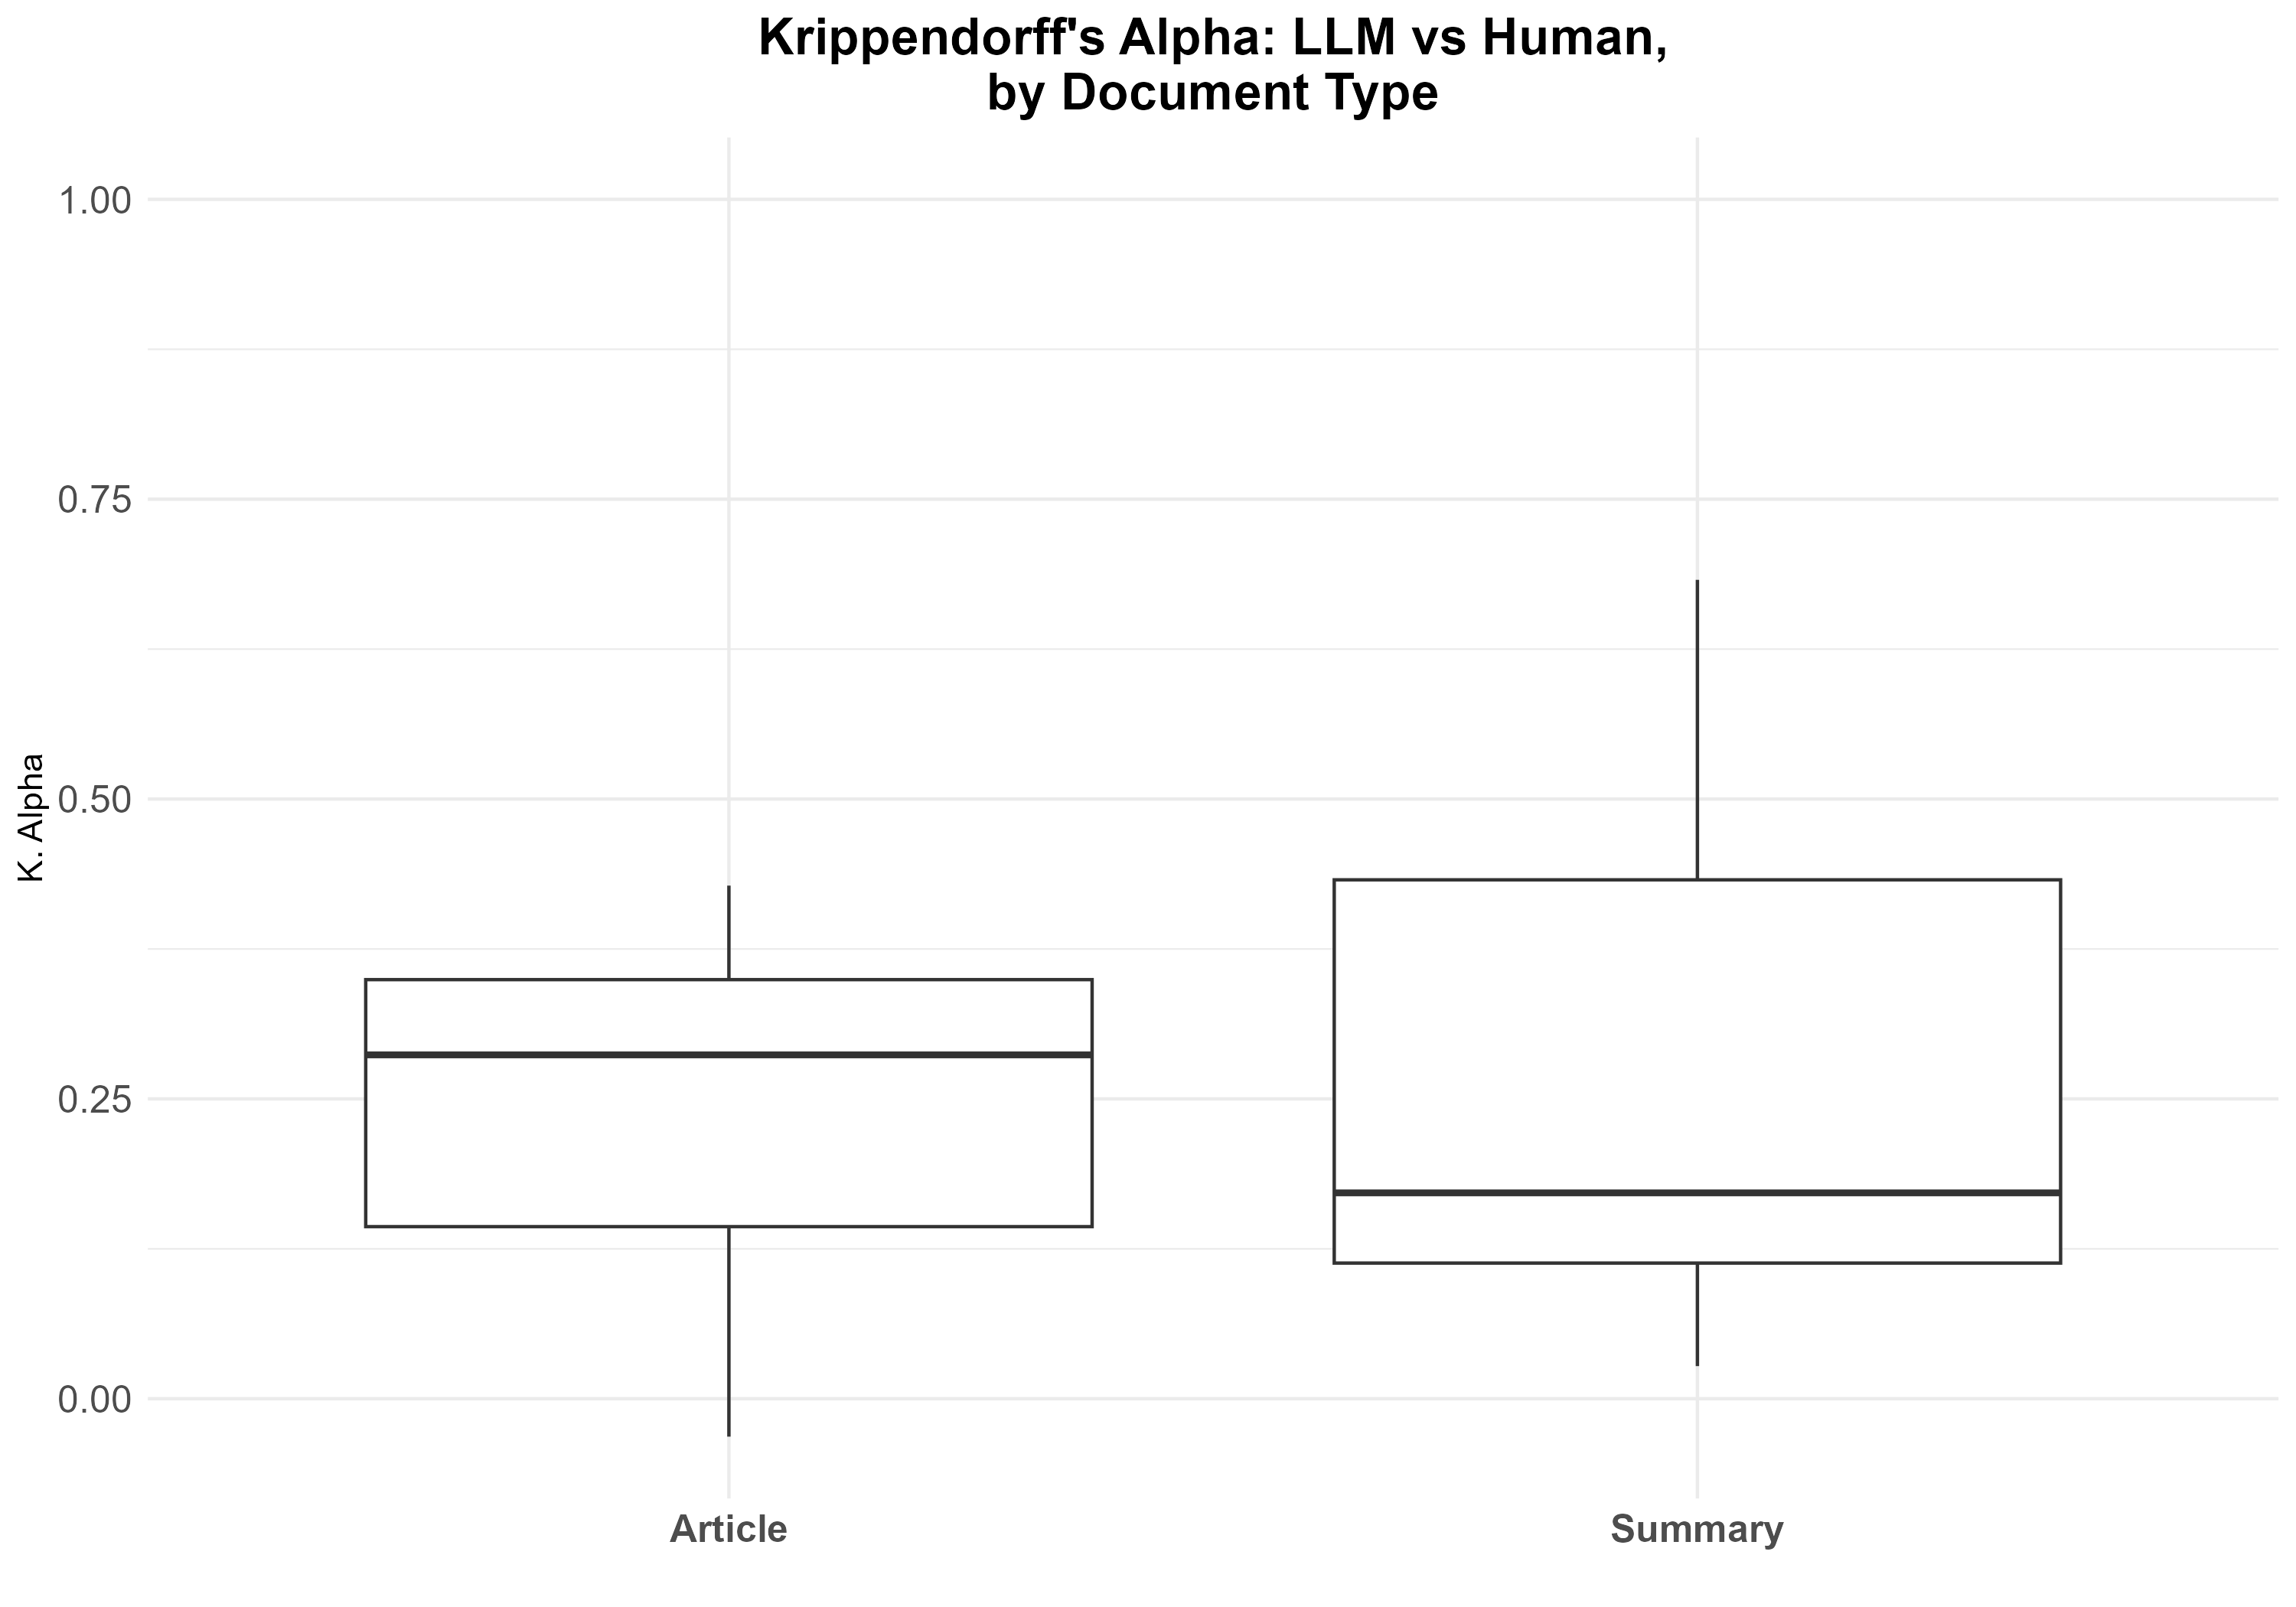 Krippendorff's Alpha: LLM vs Human,
by Document Type
1.00
0.75
0.50
0.25
0.00
K. Alpha
Article
Summary